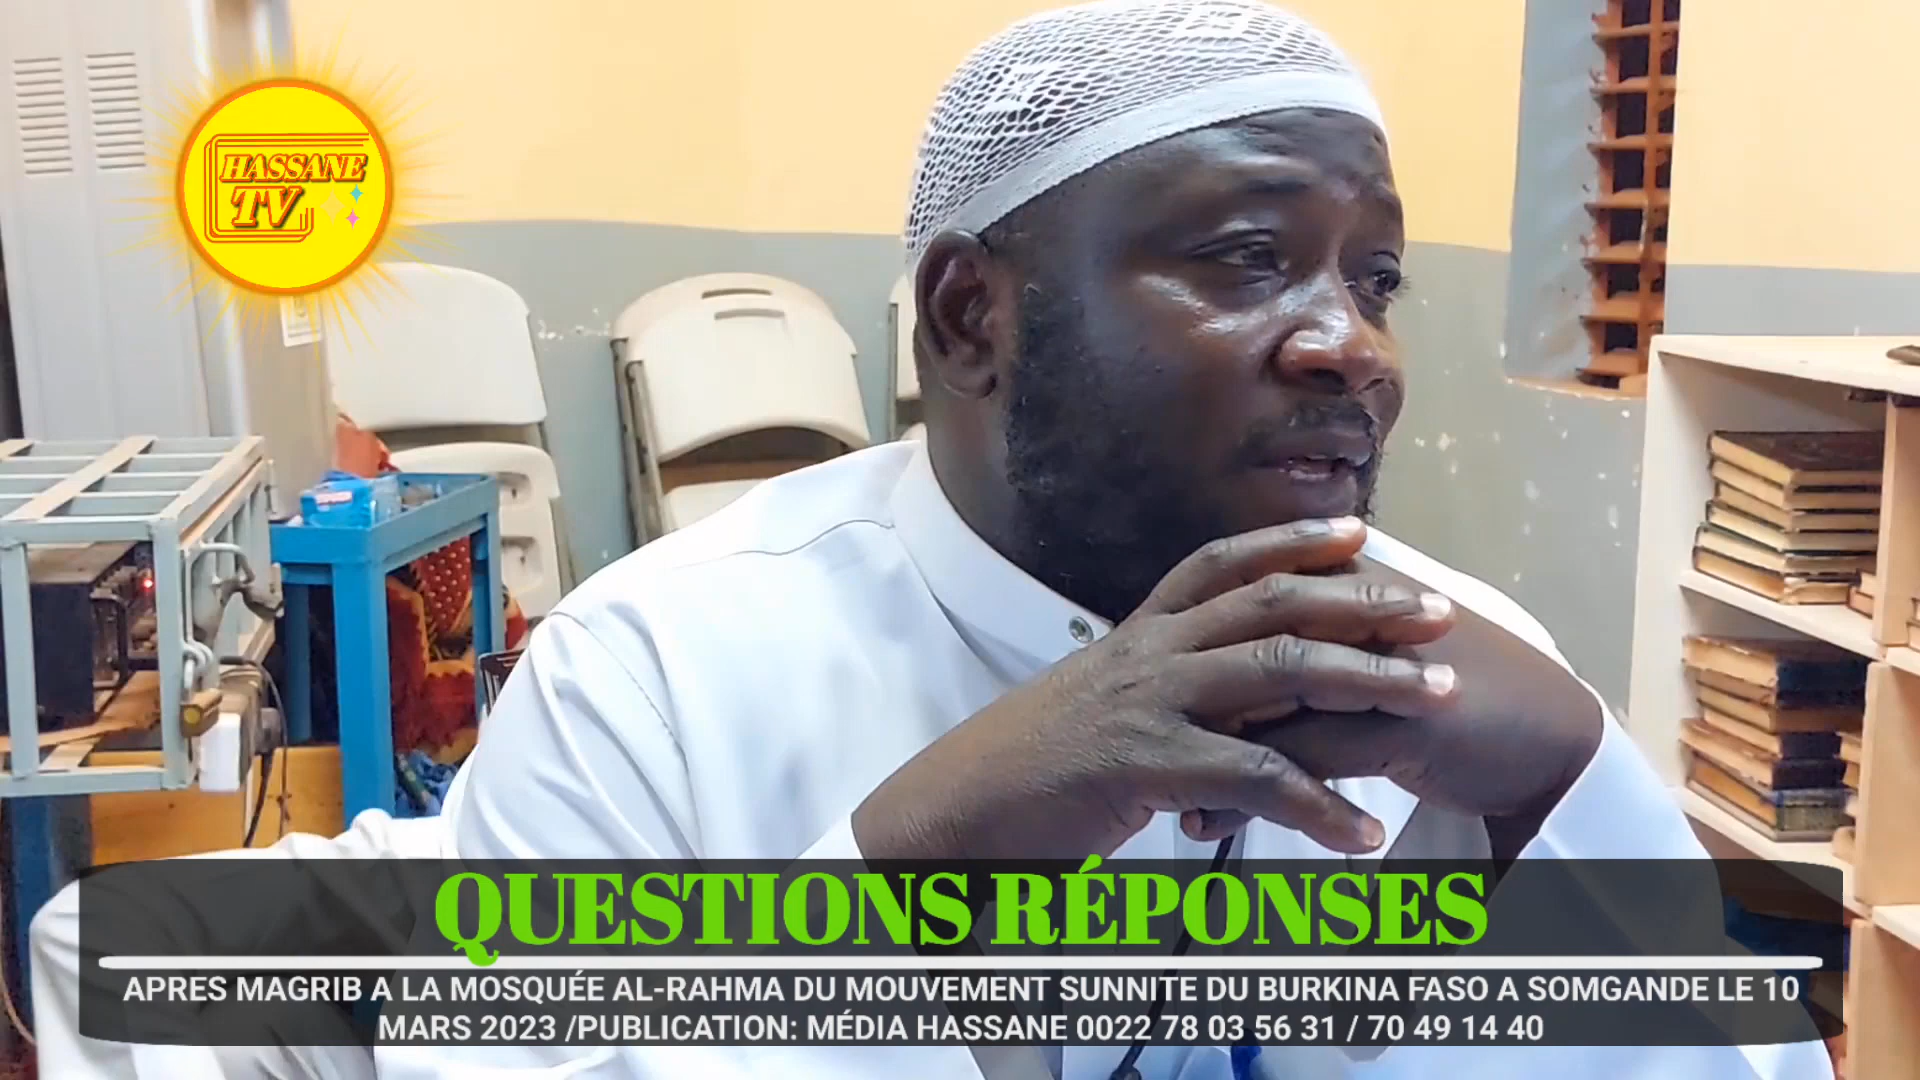 HASSANE
TV
QUESTIONS RÉPONSES
APRES MAGRIB A LA MOSQUÉE AL-RAHMA DU MOUVEMENT SUNNITE DU BURKINA FASO A SOMGANDE LE 10
MARS 2023 /PUBLICATION: MÉDIA HASSANE 0022 78 03 56 31 / 70 49 14 40